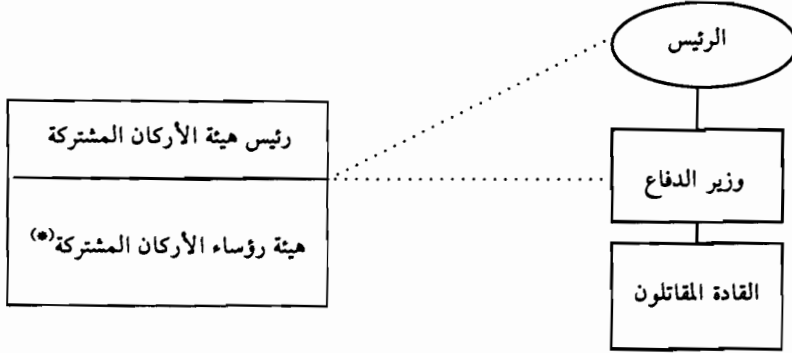 الرئيس
رئيس هيئة الأركان المشتركة
وزير الدفاع
هيئة رؤساء الأركان المشتركة(*)
القادة المقاتلون